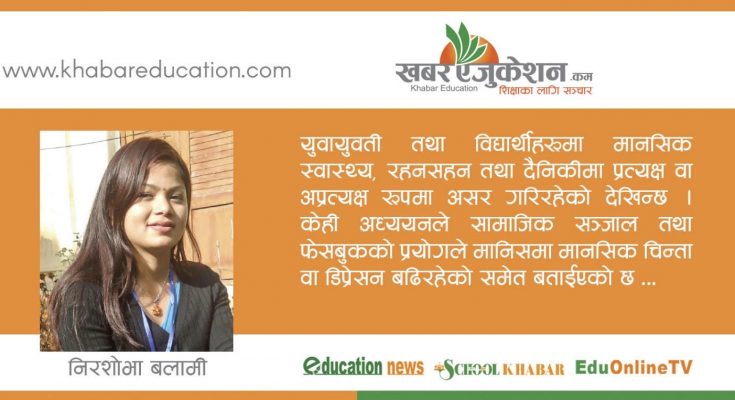 www.khabareducation.com
खबर एजुकेशन.कम
Khabar Education
शिक्षाका लागि सञ्चार
युवायुवती तथा विद्यार्थीहरुमा मानसिक
स्वास्थ्य, रहनसहन तथा दैनिकीमा प्रत्यक्ष वा
अप्रत्यक्ष रुपमा असर गरिरहेको देखिन्छ ।
केही अध्ययनले सामाजिक सञ्जाल तथा
फेसबुकको प्रयोगले मानिसमा मानसिक चिन्ता
वा डिप्रेसन बढिरहेको समेत बताईएको छ ...
निरशोभा बलामी
education news
SCHOOL KHABAR
EduOnlineTV